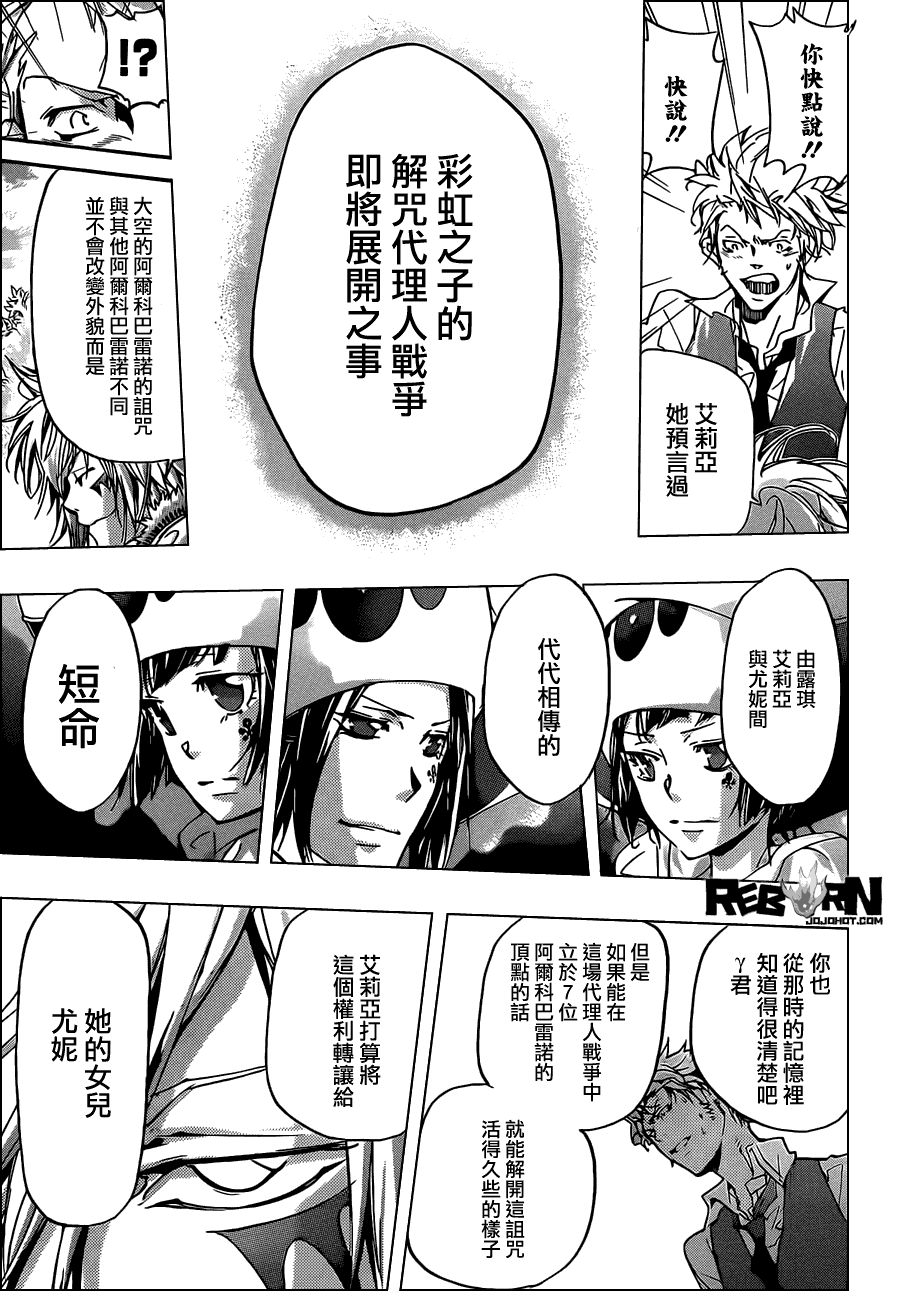 你快點說!!
快說!!
艾莉亞
她預言過
彩虹之子的
解咒代理人戰爭
即將展開之事
!?
大空的阿爾科巴雷諾的詛咒
與其他阿爾科巴雷諾不同
並不會改變外貌而是
由露琪
艾莉亞
與尤妮間
代代相傳的
短命
REBORN
JOJOHOT.COM
你也
從那時的記憶裡
知道得很清楚吧
γ君
但是
如果能在
這場代理人戰爭中
立於7位
阿爾科巴雷諾的
頂點的話
就能解開這詛咒
活得久些的樣子
艾莉亞打算將
這個權利轉讓給
她的女兒
尤妮